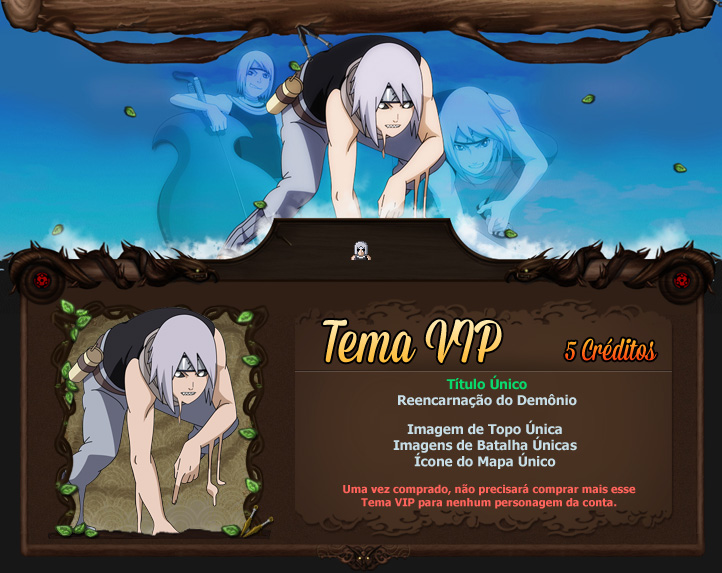 Tema VIP
5 Créditos
Título Único
Reencarnação do Demônio
Imagem de Topo Única
Imagens de Batalha Únicas
Ícone do Mapa Único
Uma vez comprado, não precisará comprar mais esse
Tema VIP para nenhum personagem da conta.